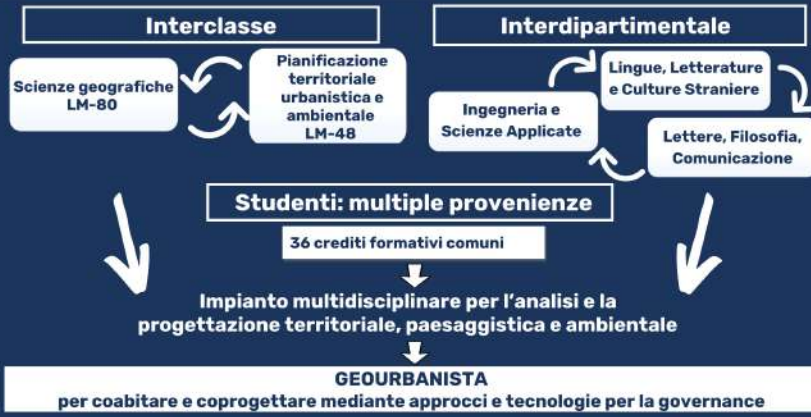 Interclasse
Scienze geografiche
LM-80
Pianificazione
territoriale
urbanistica e
ambientale
LM-48
Interdipartimentale
Ingegneria e
Scienze Applicate
Lingue, Letterature
e Culture Straniere
Lettere, Filosofia,
Comunicazione
Studenti: multiple provenienze
36 crediti formativi comuni
Impianto multidisciplinare per l'analisi e la
progettazione territoriale, paesaggistica e ambientale
GEOURBANISTA
per coabitare e coprogettare mediante approcci e tecnologie per la governance